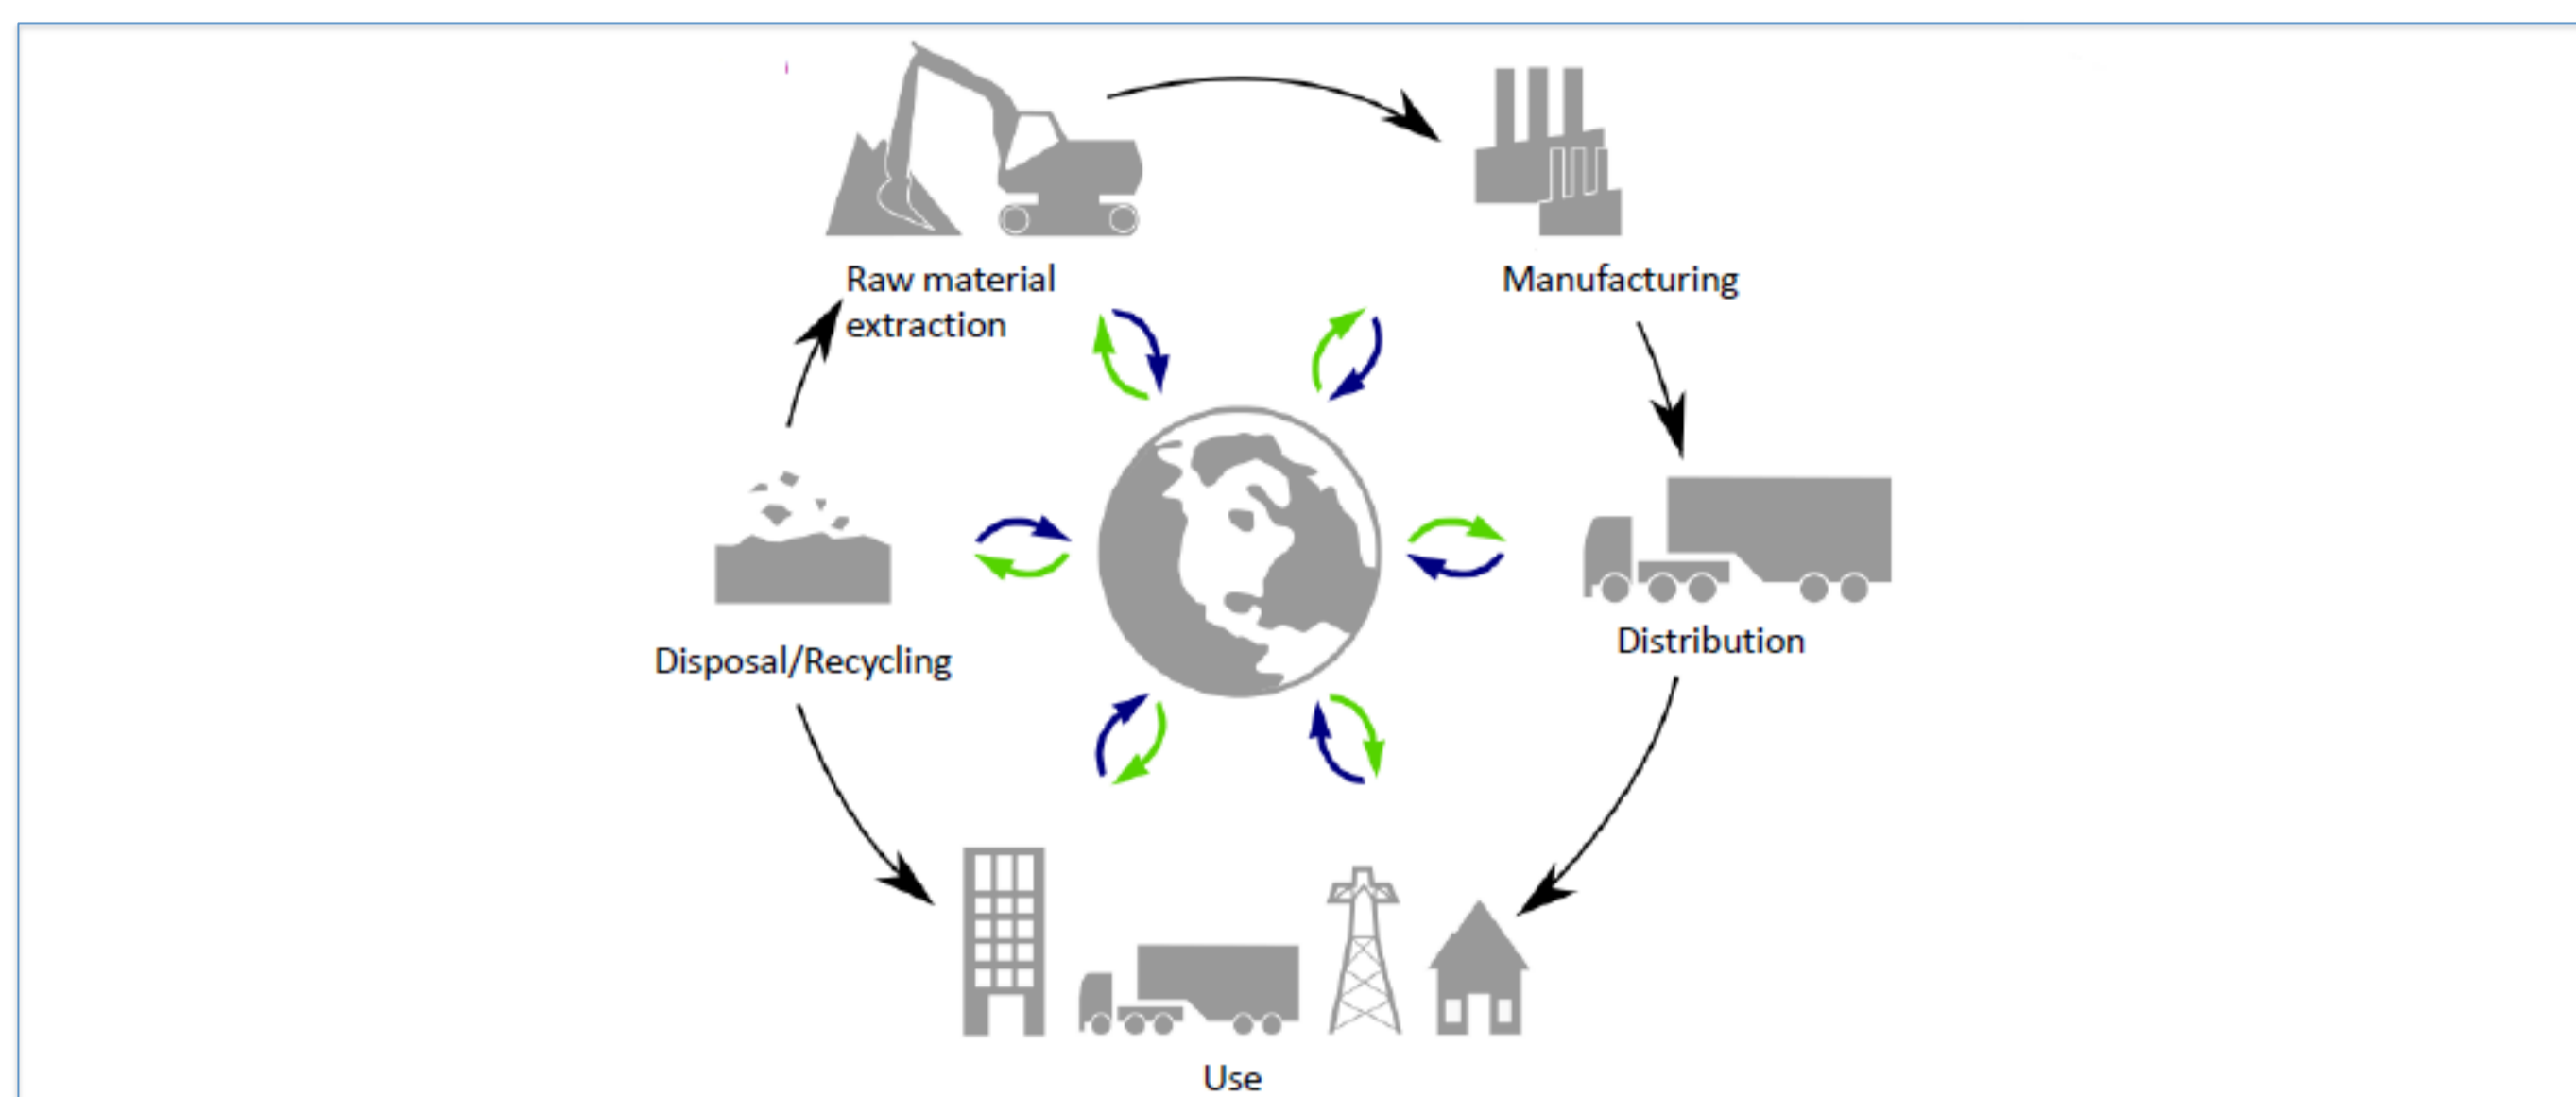 Raw material
extraction
Manufacturing
Disposal/Recycling
Distribution
Use